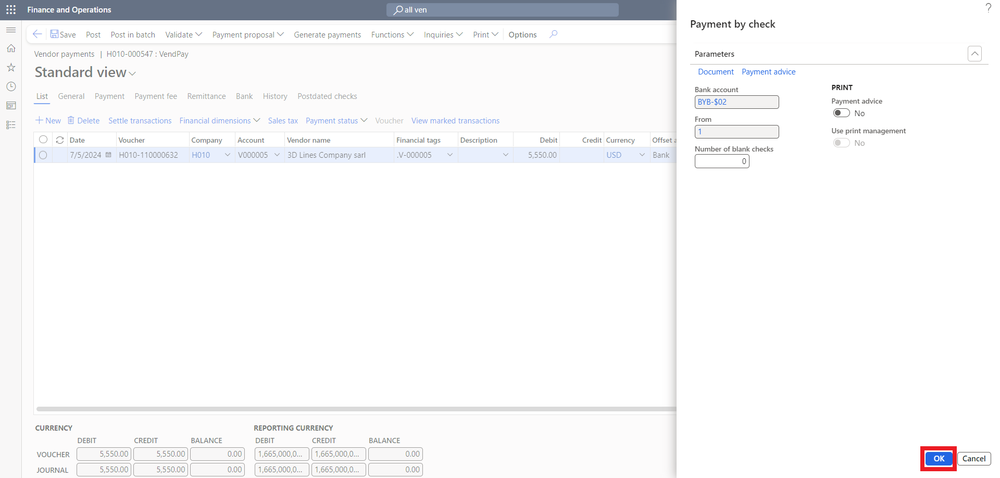 Finance and Operations
all ven
?
Save Post Post in batch Validate Payment proposal Generate payments Functions Inquiries Print Options
Vendor payments | H010-000547 : VendPay
Standard view
List General Payment Payment fee Remittance Bank History Postdated checks
New Delete Settle transactions Financial dimensions Sales tax Payment status Voucher View marked transactions
Date Voucher Company Account Vendor name Financial tags Description Debit Credit Currency Offset a
7/5/2024 H010-110000632 H010 V000005 3D Lines Company sarl .V-000005 5,550.00 USD Bank
CURRENCY
DEBIT CREDIT BALANCE
VOUCHER 5,550.00 5,550.00 0.00
JOURNAL 5,550.00 5,550.00 0.00
REPORTING CURRENCY
DEBIT CREDIT BALANCE
1,665,000,0... 1,665,000,0... 0.00
1,665,000,0... 1,665,000,0... 0.00
Payment by check
Parameters
Document Payment advice
Bank account
BYB-$02
From
1
Number of blank checks
0
PRINT
Payment advice
No
Use print management
No
OK Cancel